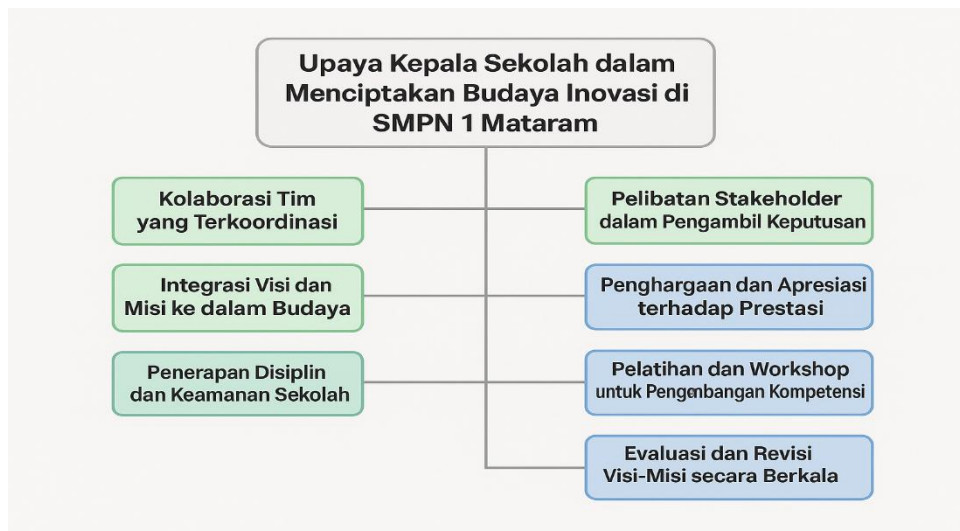 Upaya Kepala Sekolah dalam
Menciptakan Budaya Inovasi di
SMPN 1 Mataram
Kolaborasi Tim
yang Terkoordinasi
Integrasi Visi dan
Misi ke dalam Budaya
Penerapan Disiplin
dan Keamanan Sekolah
Pelibatan Stakeholder
dalam Pengambil Keputusan
Penghargaan dan Apresiasi
terhadap Prestasi
Pelatihan dan Workshop
untuk Pengembangan Kompetensi
Evaluasi dan Revisi
Visi-Misi secara Berkala